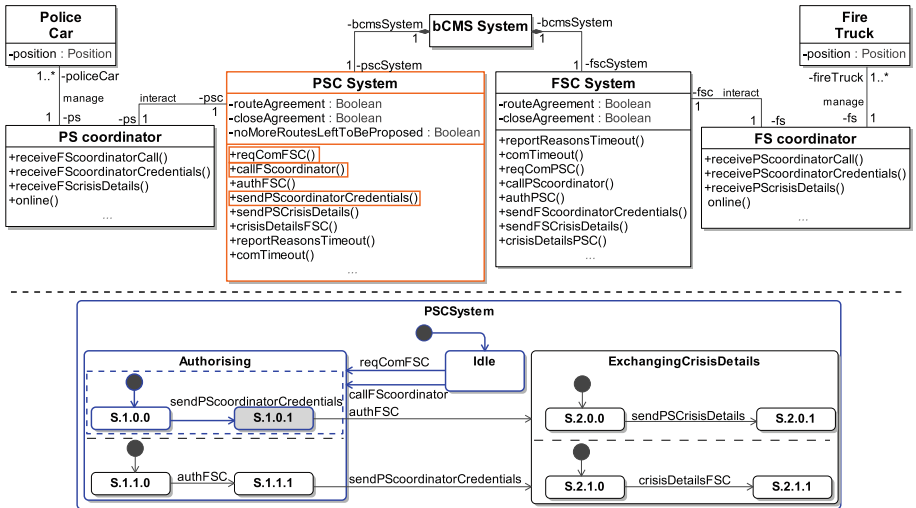 Police
Car
-position : Position
1..*
-policeCar
manage
1
-ps
interact
-ps
1
-psc
1
PS coordinator
+receiveFScoordinatorCall()
+receiveFScoordinatorCredentials()
+receiveFScrisisDetails()
+online()
...
-bcmsSystem
1
bCMS System
-bcmsSystem
1
1
-pscSystem
1
-fscSystem
PSC System
-routeAgreement : Boolean
-closeAgreement : Boolean
-noMoreRoutesLeftToBeProposed : Boolean
+reqComFSC()
+callFScoordinator()
+authFSC()
+sendPScoordinatorCredentials()
+sendPSCrisisDetails()
+crisisDetailsFSC()
+reportReasonsTimeout()
+comTimeout()
...
FSC System
-routeAgreement : Boolean
-closeAgreement : Boolean
+reportReasonsTimeout()
+comTimeout()
+reqComPSC()
+callPScoordinator()
+authPSC()
+sendFScoordinatorCredentials()
+sendFSCrisisDetails()
+crisisDetailsPSC()
...
Fire
Truck
-position : Position
-fireTruck
1..*
manage
-fs
1
-fsc
1
interact
-fs
1
FS coordinator
+receivePScoordinatorCall()
+receivePScoordinatorCredentials()
+receivePScrisisDetails()
online()
...
PSCSystem
Authorising
reqComFSC
Idle
ExchangingCrisisDetails
callFScoordinator
sendPScoordinatorCredentials
authFSC
S.1.0.0
S.1.0.1
S.2.0.0
sendPSCrisisDetails
S.2.0.1
S.1.1.0
authFSC
S.1.1.1
sendPScoordinatorCredentials
S.2.1.0
crisisDetailsFSC
S.2.1.1